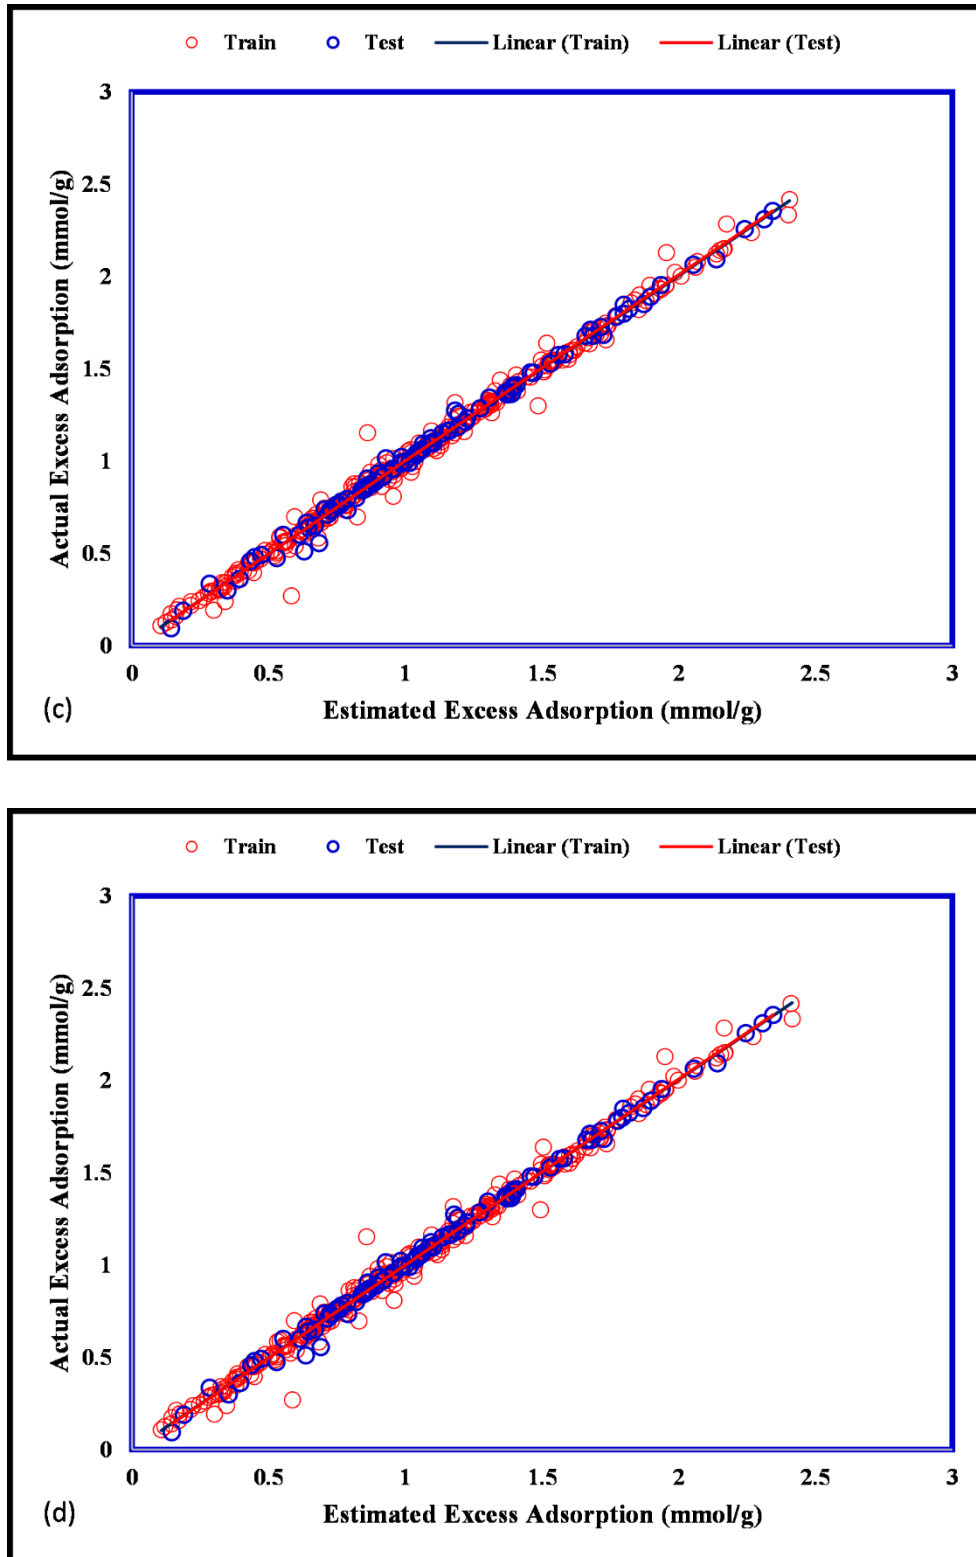 Train Test Linear (Train) Linear (Test)
3
2.5
2
1.5
1
0.5
0
Actual Excess Adsorption (mmol/g)
0 0.5 1 1.5 2 2.5 3
(c) Estimated Excess Adsorption (mmol/g)
Train Test Linear (Train) Linear (Test)
3
2.5
2
1.5
1
0.5
0
Actual Excess Adsorption (mmol/g)
0 0.5 1 1.5 2 2.5 3
(d) Estimated Excess Adsorption (mmol/g)